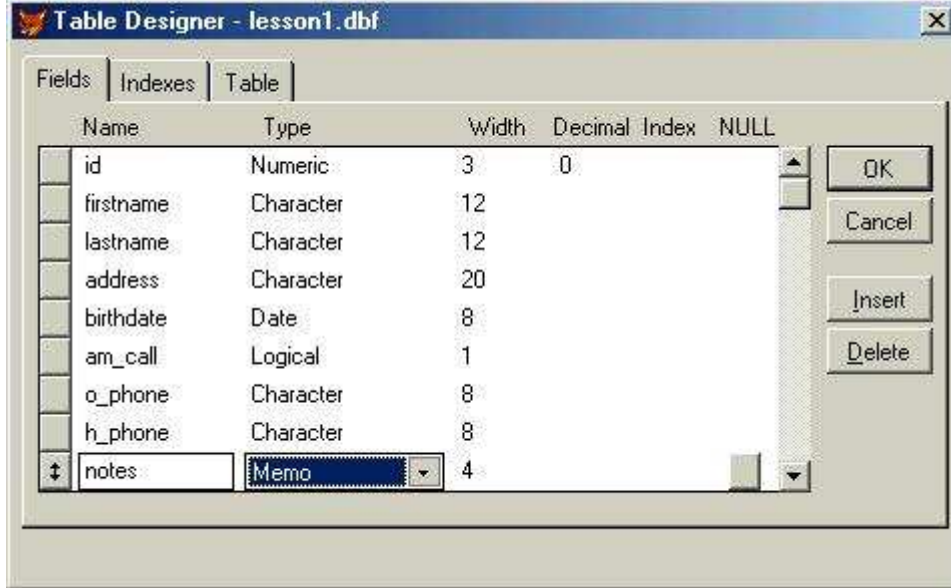 Table Designer - lesson1.dbf
Fields Indexes Table
Name Type Width Decimal Index NULL
id Numeric 3 0
firstname Character 12
lastname Character 12
address Character 20
birthdate Date 8
am_call Logical 1
o_phone Character 8
h_phone Character 8
notes Memo 4
OK
Cancel
Insert
Delete